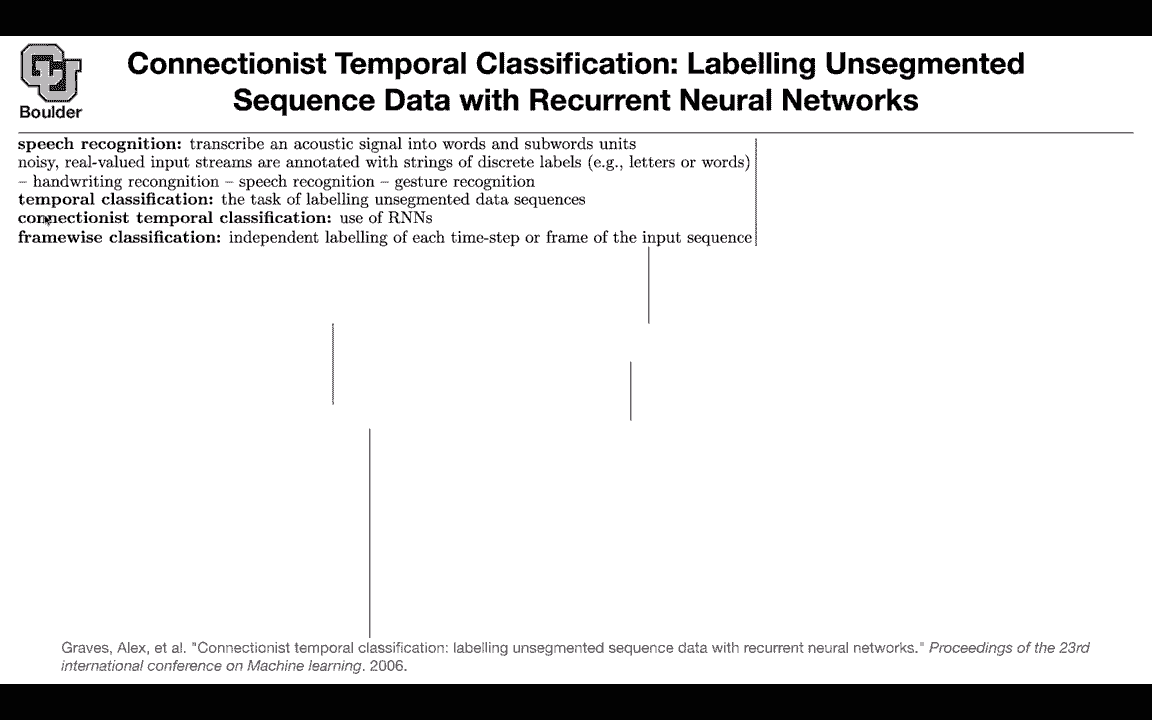 Boulder
Connectionist Temporal Classification: Labelling Unsegmented
Sequence Data with Recurrent Neural Networks
speech recognition: transcribe an acoustic signal into words and subwords units
noisy, real-valued input streams are annotated with strings of discrete labels (e.g., letters or words)
– handwriting recongnition – speech recognition – gesture recognition
temporal classification: the task of labelling unsegmented data sequences
connectionist temporal classification: use of RNNs
framewise classification: independent labelling of each time-step or frame of the input sequence
Graves, Alex, et al. "Connectionist temporal classification: labelling unsegmented sequence data with recurrent neural networks." Proceedings of the 23rd
international conference on Machine learning. 2006.